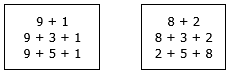 9 + 1
9 + 3 + 1
9 + 5 + 1
8 + 2
8 + 3 + 2
2 + 5 + 8